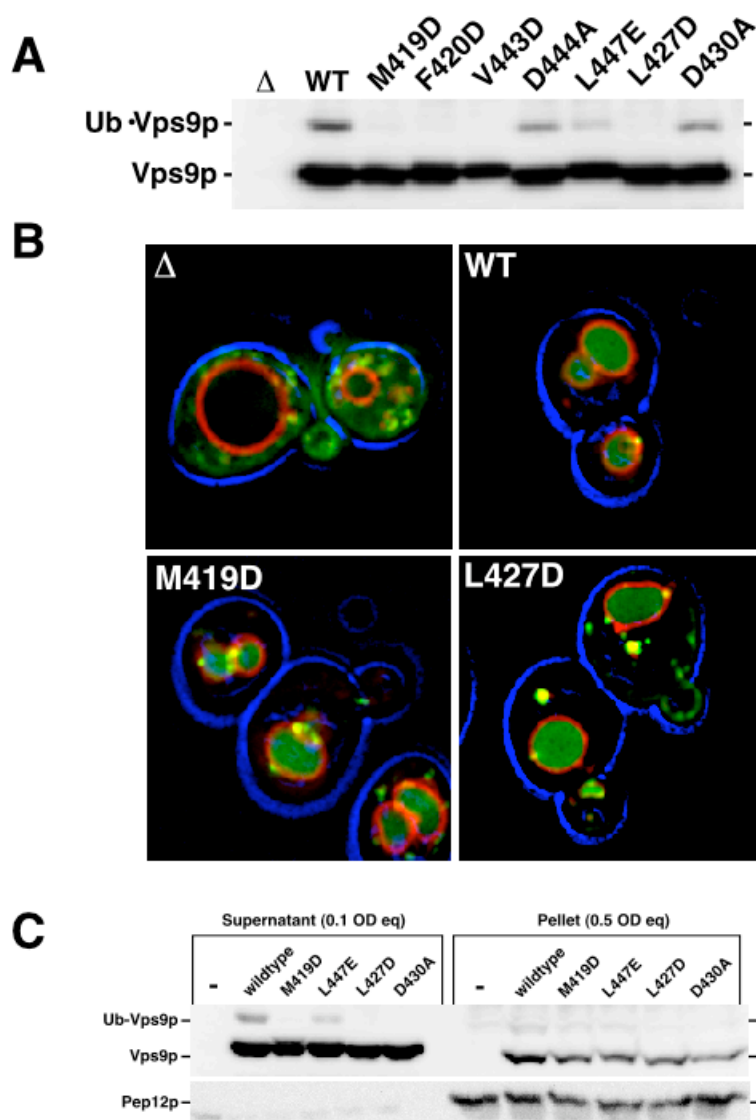 A
Δ WT M419D F420D V443D D444A L447E L427D D430A
Ub-Vps9p
Vps9p
B
Δ
WT
M419D
L427D
C
Supernatant (0.1 OD eq) Pellet (0.5 OD eq)
- wildtype M419D L447E L427D D430A - wildtype M419D L447E L427D D430A
Ub-Vps9p
Vps9p
Pep12p